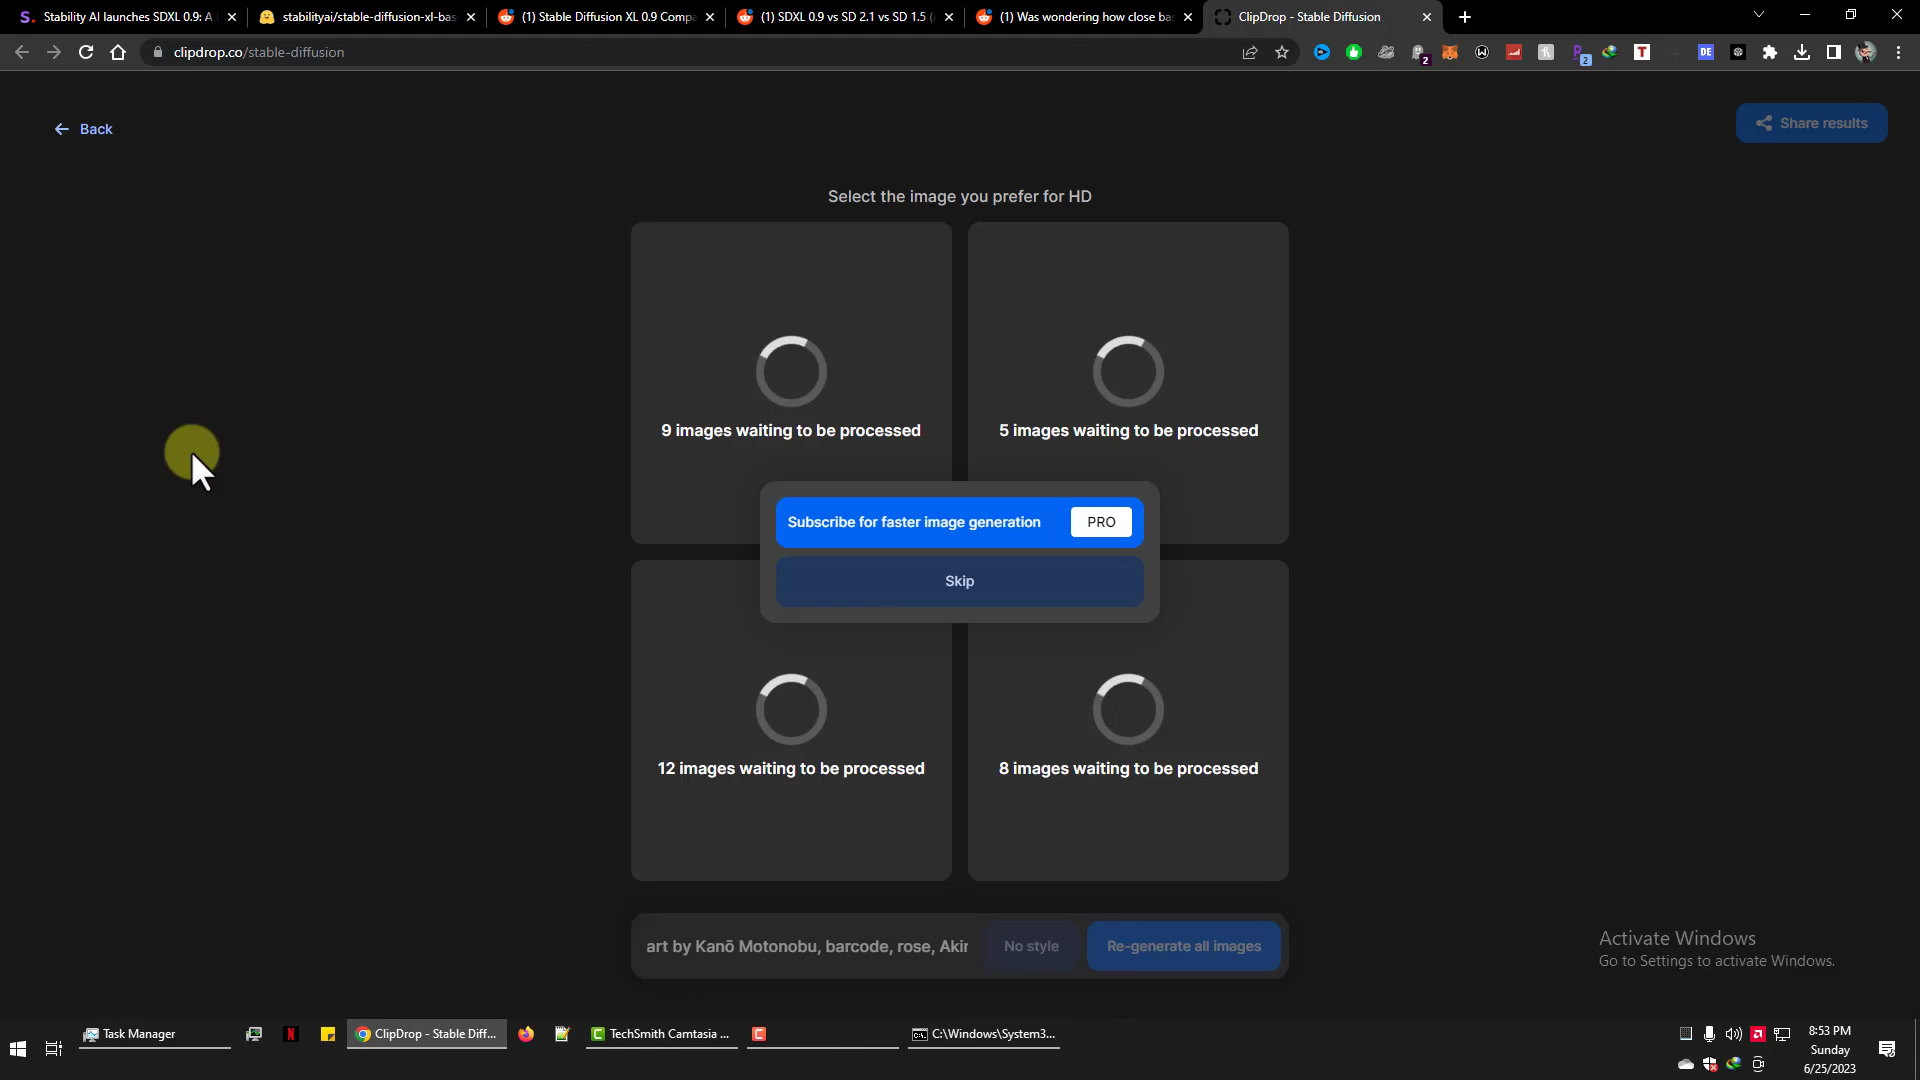 Stability AI launches SDXL 0.9: A
stabilityai/stable-diffusion-xl-bas
(1) Stable Diffusion XL 0.9 Compa
(1) SDXL 0.9 vs SD 2.1 vs SD 1.5 (
(1) Was wondering how close ba
ClipDrop - Stable Diffusion
clipdrop.co/stable-diffusion
Back
Share results
Select the image you prefer for HD
9 images waiting to be processed
5 images waiting to be processed
Subscribe for faster image generation
PRO
Skip
12 images waiting to be processed
8 images waiting to be processed
art by Kanō Motonobu, barcode, rose, Akir
No style
Re-generate all images
Activate Windows
Go to Settings to activate Windows.
Task Manager
ClipDrop - Stable Diff...
TechSmith Camtasia ...
C:\Windows\System3...
8:53 PM
Sunday
6/25/2023